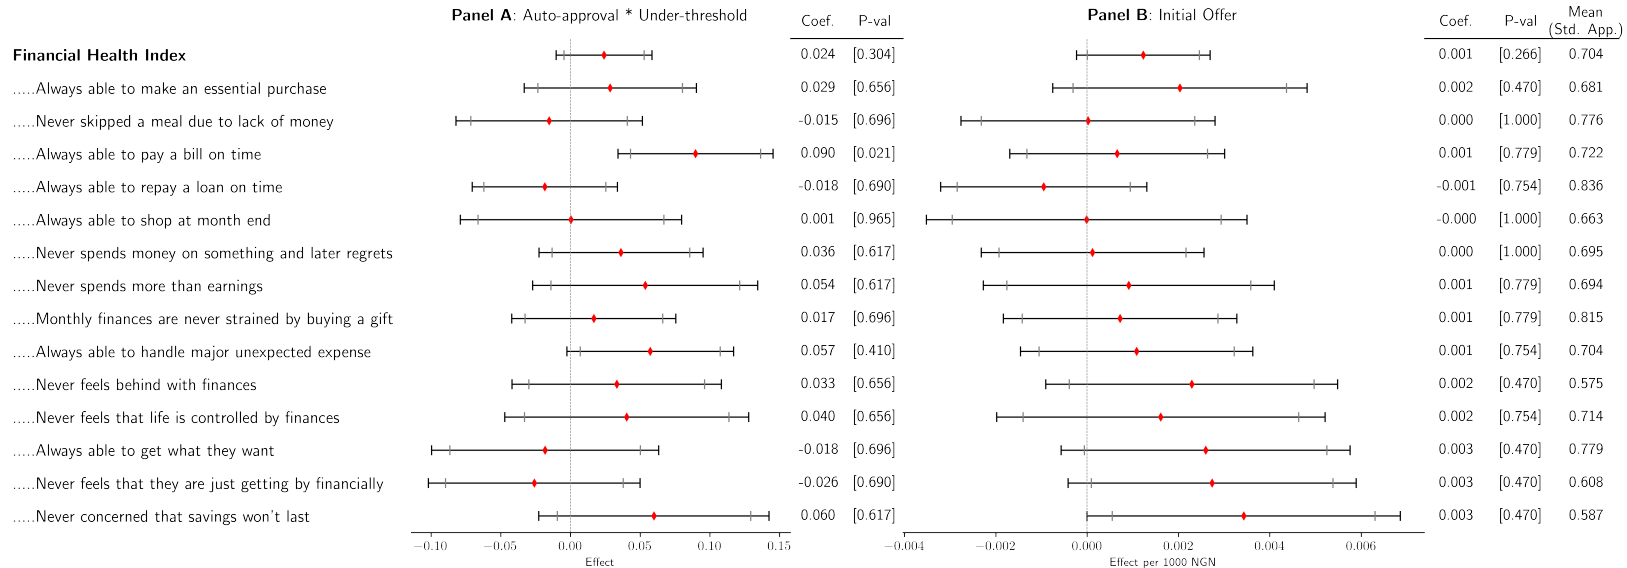 Panel A: Auto-approval * Under-threshold Coef. P-val Panel B: Initial Offer Coef. P-val Mean (Std. App.)
Financial Health Index 0.024 [0.304] 0.001 [0.266] 0.704
.....Always able to make an essential purchase 0.029 [0.656] 0.002 [0.470] 0.681
.....Never skipped a meal due to lack of money -0.015 [0.696] 0.000 [1.000] 0.776
.....Always able to pay a bill on time 0.090 [0.021] 0.001 [0.779] 0.722
.....Always able to repay a loan on time -0.018 [0.690] -0.001 [0.754] 0.836
.....Always able to shop at month end 0.001 [0.965] -0.000 [1.000] 0.663
.....Never spends money on something and later regrets 0.036 [0.617] 0.000 [1.000] 0.695
.....Never spends more than earnings 0.054 [0.617] 0.001 [0.779] 0.694
.....Monthly finances are never strained by buying a gift 0.017 [0.696] 0.001 [0.779] 0.815
.....Always able to handle major unexpected expense 0.057 [0.410] 0.001 [0.754] 0.704
.....Never feels behind with finances 0.033 [0.656] 0.002 [0.470] 0.575
.....Never feels that life is controlled by finances 0.040 [0.656] 0.002 [0.754] 0.714
.....Always able to get what they want -0.018 [0.696] 0.003 [0.470] 0.779
.....Never feels that they are just getting by financially -0.026 [0.690] 0.003 [0.470] 0.608
.....Never concerned that savings won't last 0.060 [0.617] 0.003 [0.470] 0.587
−0.10 −0.05 0.00 0.05 0.10 0.15 −0.004 −0.002 0.000 0.002 0.004 0.006
Effect Effect per 1000 NGN